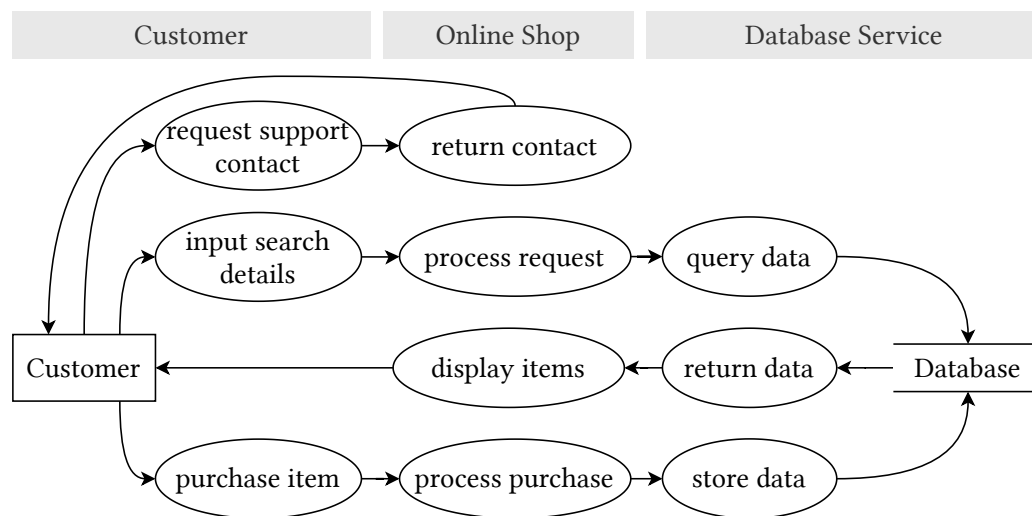 Customer
Online Shop
Database Service
request support
contact
return contact
input search
details
process request
query data
Customer
display items
return data
Database
purchase item
process purchase
store data